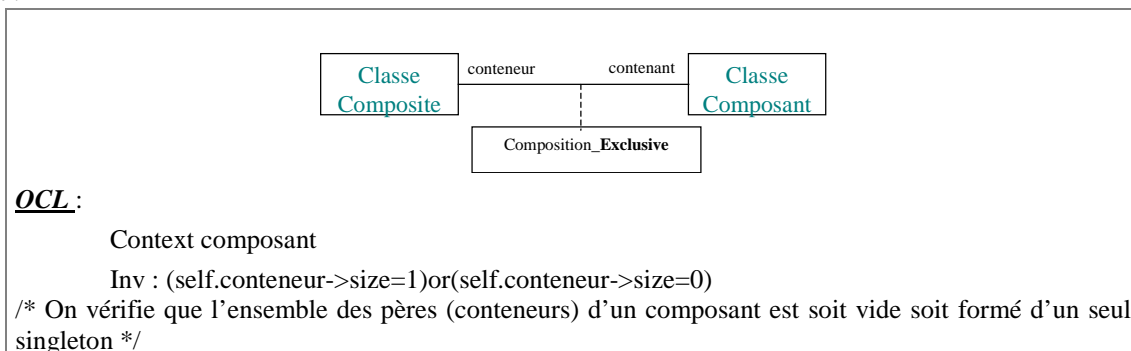 Classe
Composite
conteneur
contenant
Classe
Composant
Composition_Exclusive
OCL :
Context composant
Inv : (self.conteneur->size=1)or(self.conteneur->size=0)
/* On vérifie que l’ensemble des pères (conteneurs) d’un composant est soit vide soit formé d’un seul
singleton */